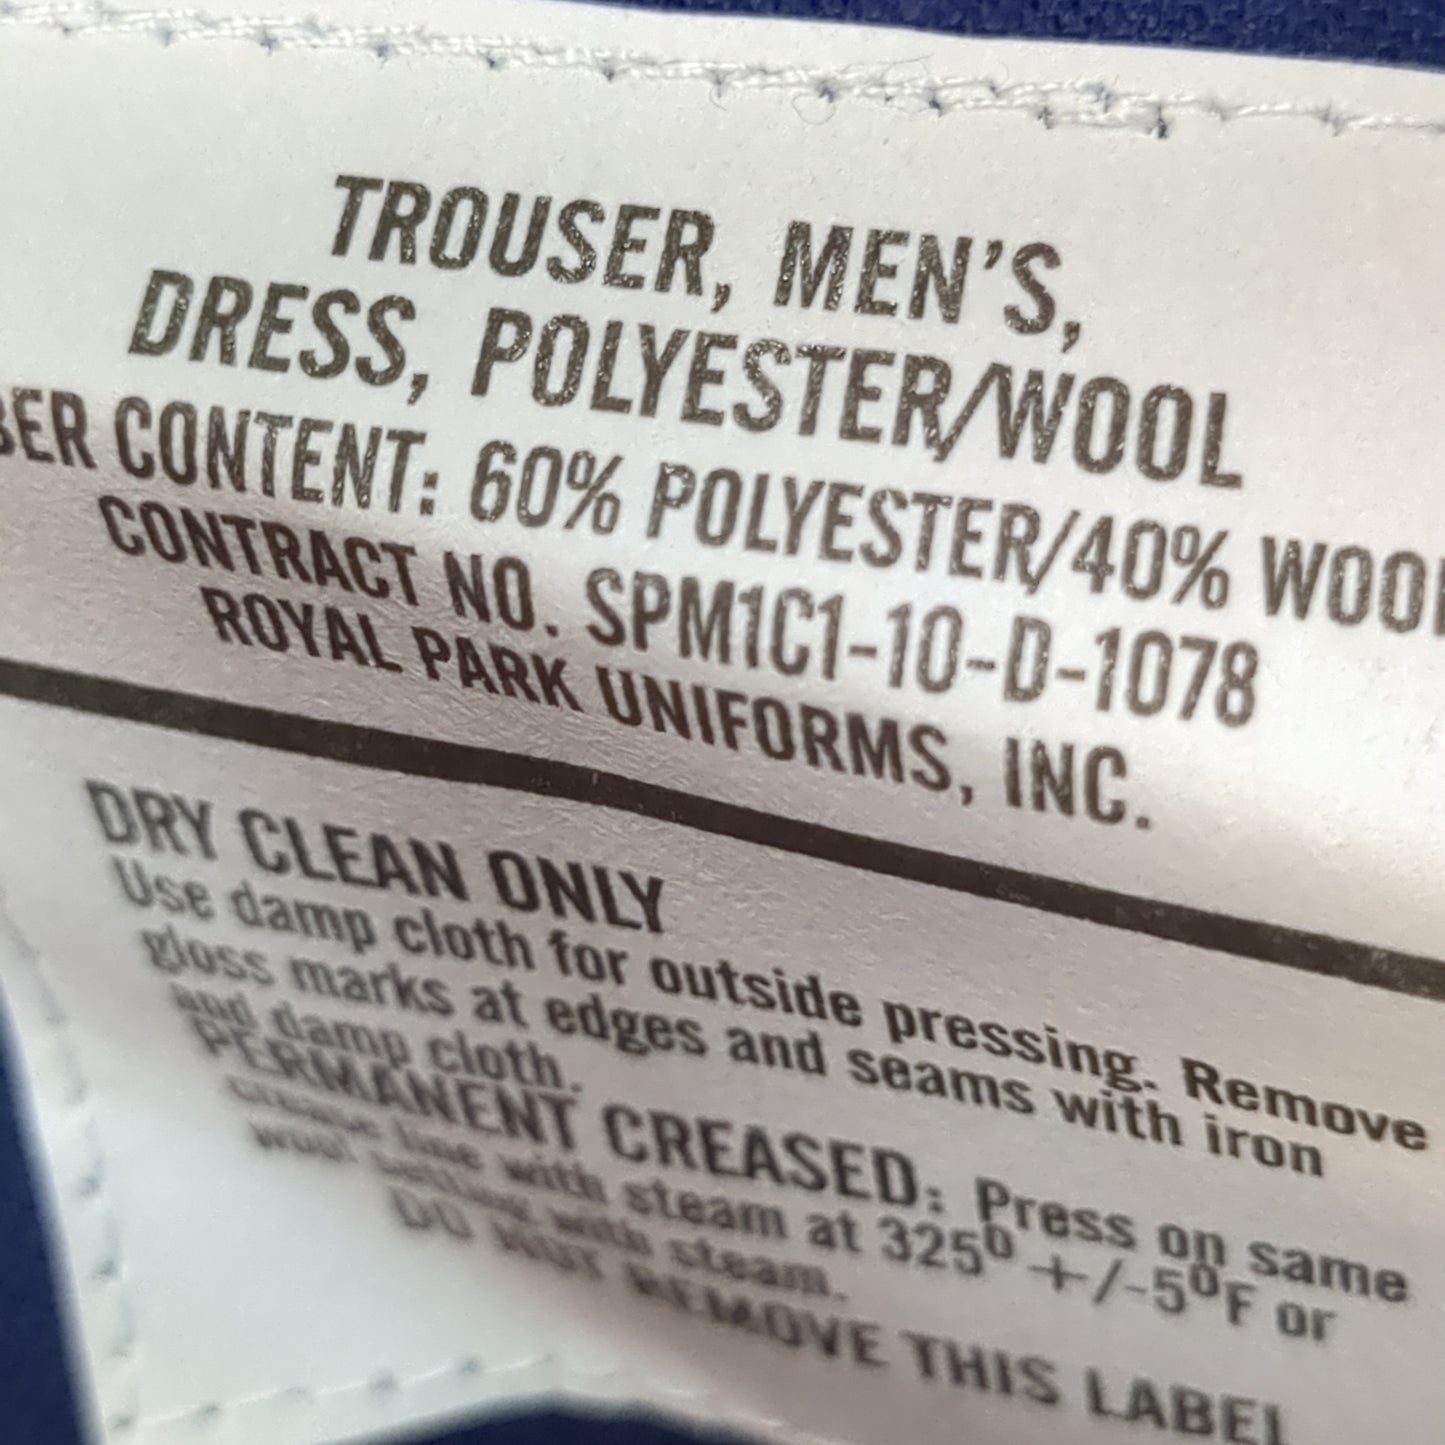 TROUSER, MEN'S,
DRESS, POLYESTER/WOOL
BER CONTENT: 60% POLYESTER/40% WOOL
CONTRACT NO. SPM1C1-10-D-1078
ROYAL PARK UNIFORMS, INC.
DRY CLEAN ONLY
Use damp cloth for outside pressing. Remove
gloss marks at edges and seams with iron
and damp cloth.
PERMANENT CREASED: Press on same
crease line with steam at 325º +/-5ºF or
wool setting with steam.
DO NOT REMOVE THIS LABEL